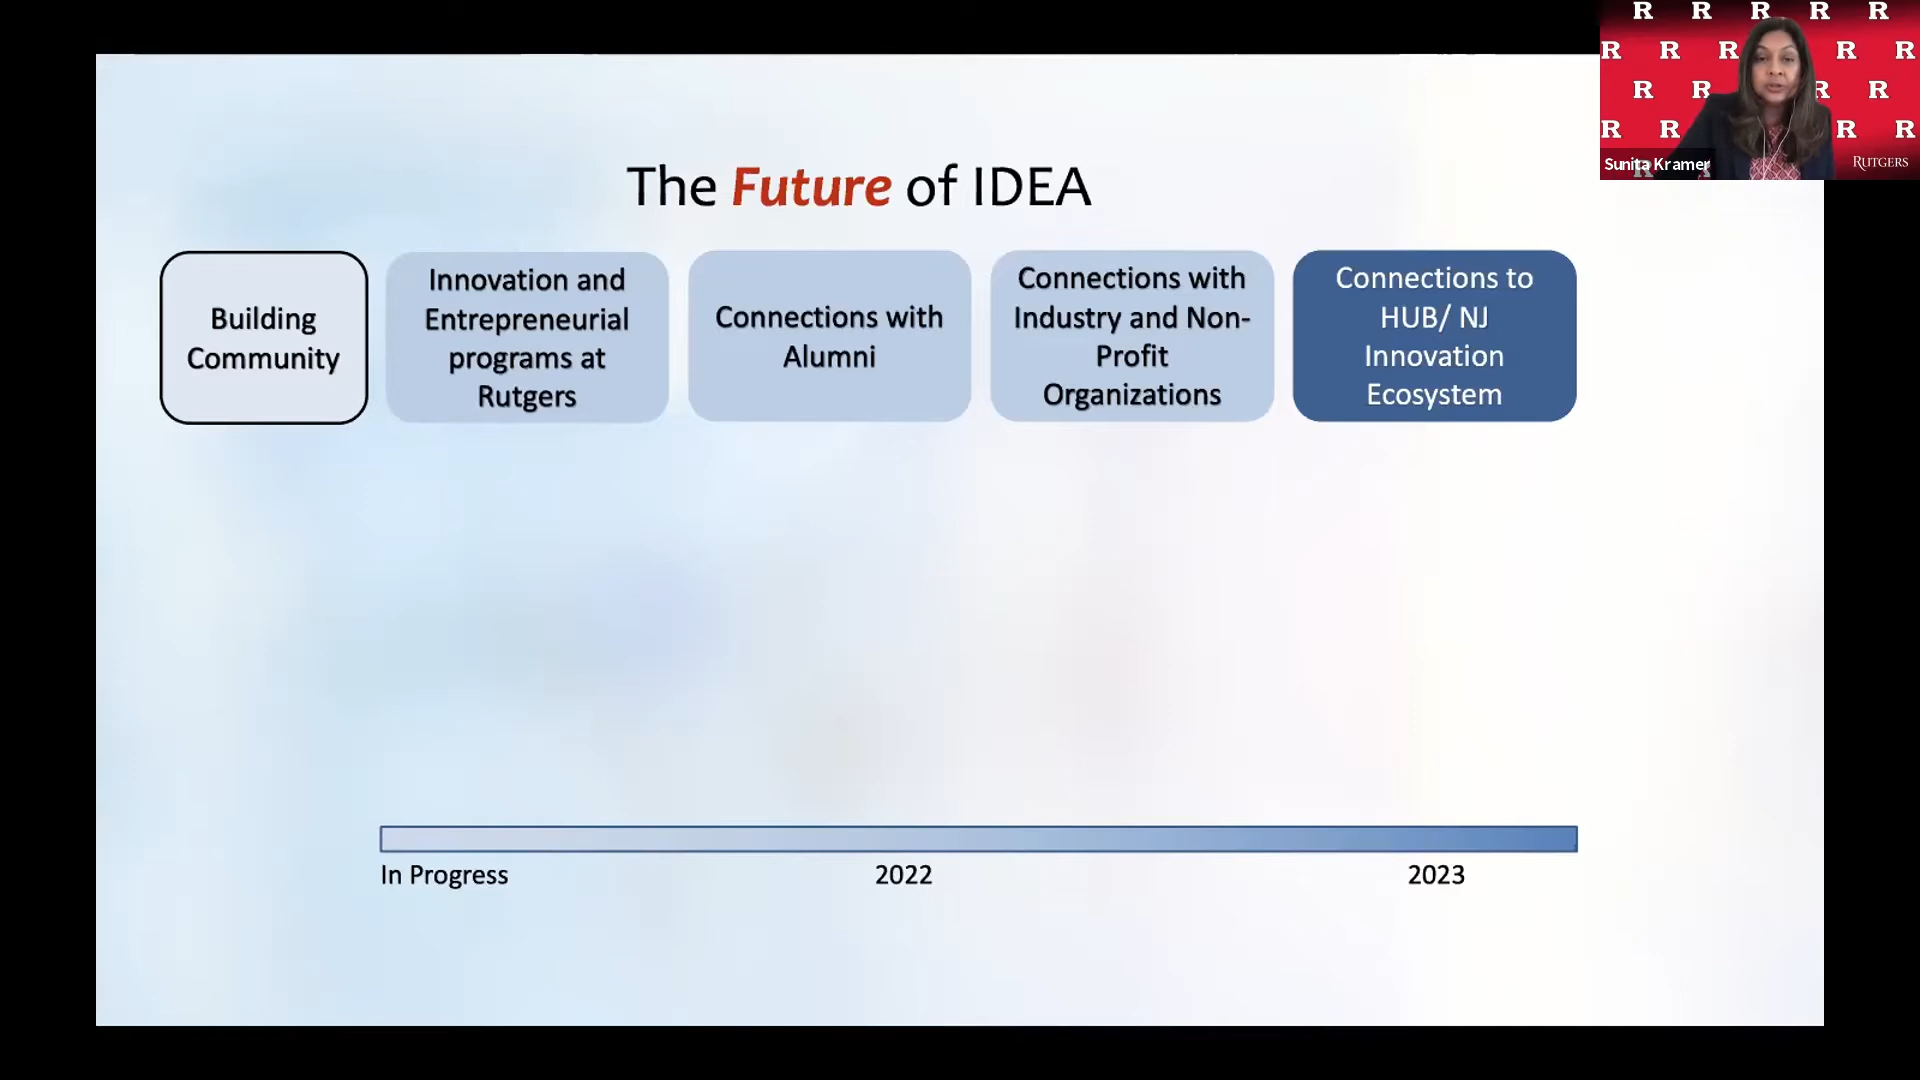 The Future of IDEA
Building
Community
Innovation and
Entrepreneurial
programs at
Rutgers
Connections with
Alumni
Connections with
Industry and Non-
Profit
Organizations
Connections to
HUB/ NJ
Innovation
Ecosystem
In Progress
2022
2023
R R R R R
R R R R R
R R R R
R R R R
Sunita Kramer
RUTGERS